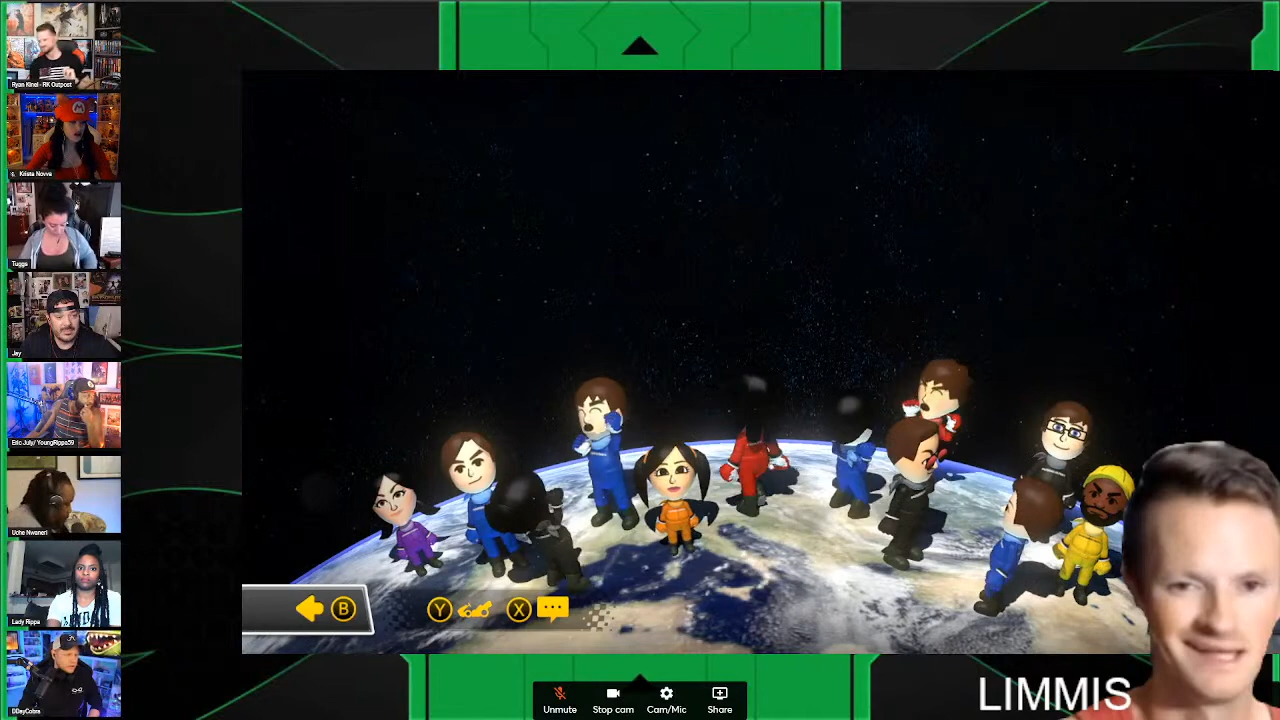 Ryan Kinel - RK Outpost
Krista Novva
Tuggs
Jay
Eric July/ YoungRippa59
Uche Nwaneri
Lady Rippa
DDayCobra
B
Y
X
Unmute
Stop cam
Cam/Mic
Share
LIMMIS